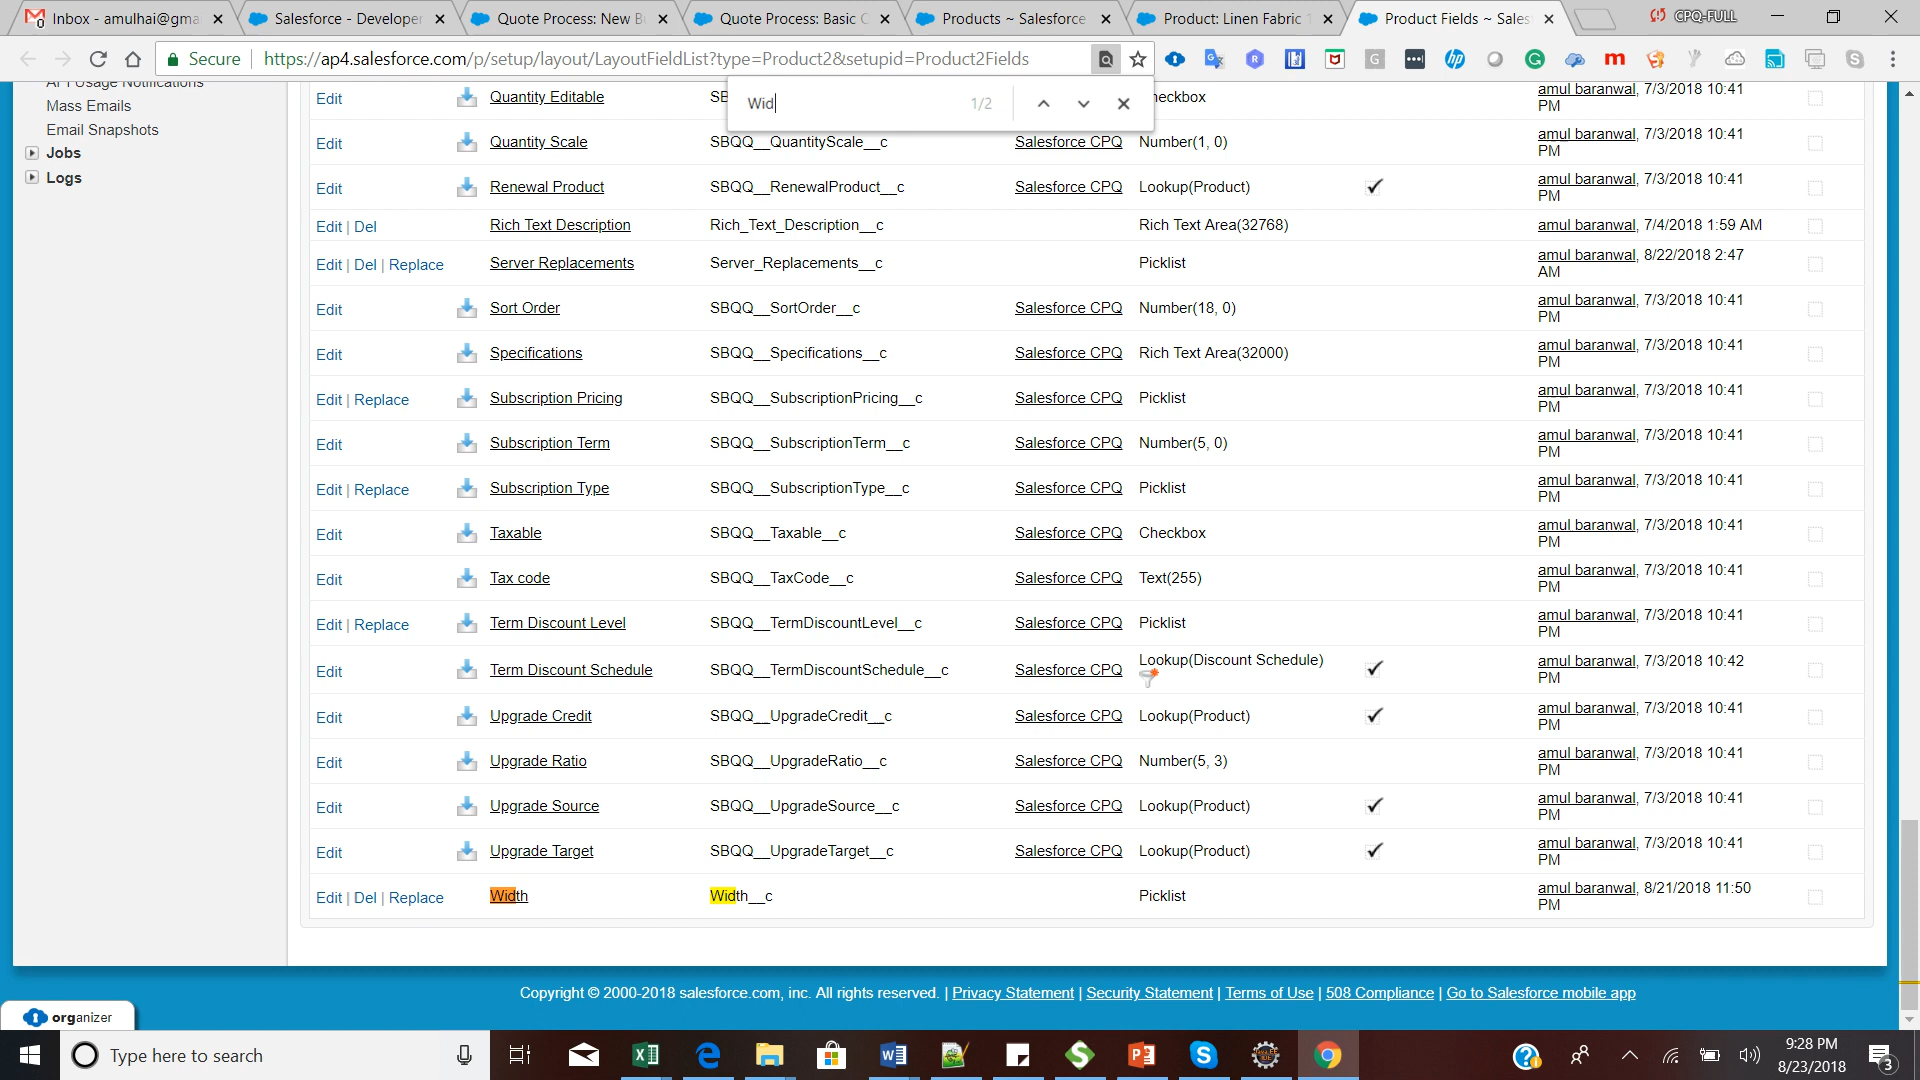 Inbox - amulhai@gma
Salesforce - Developer
Quote Process: New B
Quote Process: Basic C
Products ~ Salesforce
Product: Linen Fabric
Product Fields ~ Sales
CPQ-FULL
Secure
https://ap4.salesforce.com/p/setup/layout/LayoutFieldList?type=Product2&setupid=Product2Fields
Wid
1/2
API Usage Notifications
Mass Emails
Email Snapshots
Jobs
Logs
Edit Quantity Editable SB heckbox amul baranwal, 7/3/2018 10:41 PM
Edit Quantity Scale SBQQ__QuantityScale__c Salesforce CPQ Number(1, 0) amul baranwal, 7/3/2018 10:41 PM
Edit Renewal Product SBQQ__RenewalProduct__c Salesforce CPQ Lookup(Product) amul baranwal, 7/3/2018 10:41 PM
Edit | Del Rich Text Description Rich_Text_Description__c Rich Text Area(32768) amul baranwal, 7/4/2018 1:59 AM
Edit | Del | Replace Server Replacements Server_Replacements__c Picklist amul baranwal, 8/22/2018 2:47 AM
Edit Sort Order SBQQ__SortOrder__c Salesforce CPQ Number(18, 0) amul baranwal, 7/3/2018 10:41 PM
Edit Specifications SBQQ__Specifications__c Salesforce CPQ Rich Text Area(32000) amul baranwal, 7/3/2018 10:41 PM
Edit | Replace Subscription Pricing SBQQ__SubscriptionPricing__c Salesforce CPQ Picklist amul baranwal, 7/3/2018 10:41 PM
Edit Subscription Term SBQQ__SubscriptionTerm__c Salesforce CPQ Number(5, 0) amul baranwal, 7/3/2018 10:41 PM
Edit | Replace Subscription Type SBQQ__SubscriptionType__c Salesforce CPQ Picklist amul baranwal, 7/3/2018 10:41 PM
Edit Taxable SBQQ__Taxable__c Salesforce CPQ Checkbox amul baranwal, 7/3/2018 10:41 PM
Edit Tax code SBQQ__TaxCode__c Salesforce CPQ Text(255) amul baranwal, 7/3/2018 10:41 PM
Edit | Replace Term Discount Level SBQQ__TermDiscountLevel__c Salesforce CPQ Picklist amul baranwal, 7/3/2018 10:41 PM
Edit Term Discount Schedule SBQQ__TermDiscountSchedule__c Salesforce CPQ Lookup(Discount Schedule) amul baranwal, 7/3/2018 10:42 PM
Edit Upgrade Credit SBQQ__UpgradeCredit__c Salesforce CPQ Lookup(Product) amul baranwal, 7/3/2018 10:41 PM
Edit Upgrade Ratio SBQQ__UpgradeRatio__c Salesforce CPQ Number(5, 3) amul baranwal, 7/3/2018 10:41 PM
Edit Upgrade Source SBQQ__UpgradeSource__c Salesforce CPQ Lookup(Product) amul baranwal, 7/3/2018 10:41 PM
Edit Upgrade Target SBQQ__UpgradeTarget__c Salesforce CPQ Lookup(Product) amul baranwal, 7/3/2018 10:41 PM
Edit | Del | Replace Width Width__c Picklist amul baranwal, 8/21/2018 11:50 PM
Copyright © 2000-2018 salesforce.com, inc. All rights reserved. | Privacy Statement | Security Statement | Terms of Use | 508 Compliance | Go to Salesforce mobile app
organizer
Type here to search
9:28 PM
8/23/2018
3